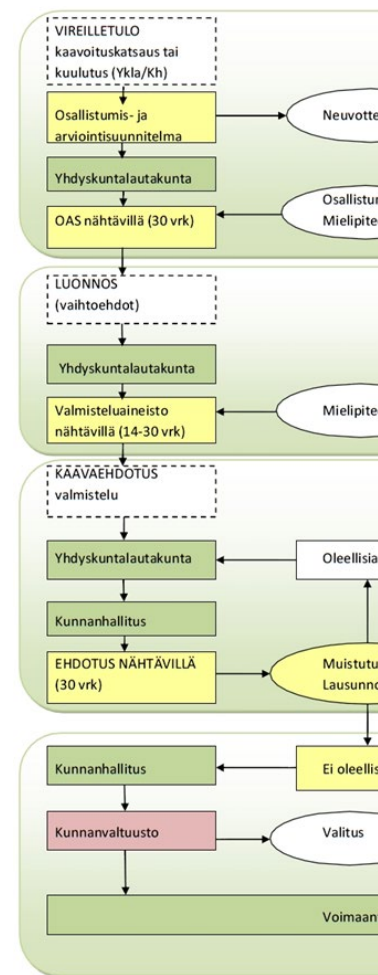 VIREILLETULO
kaavoituskatsaus tai
kuulutus (Ykla/Kh)
Osallistumis- ja
arviointisuunnitelma
Neuvotte
Yhdyskuntalautakunta
OAS nähtävillä (30 vrk)
Osallistu
Mielipite
LUONNOS
(vaihtoehdot)
Yhdyskuntalautakunta
Valmisteluaineisto
nähtävillä (14-30 vrk)
Mielipite
KAAVAEHDOTUS
valmistelu
Yhdyskuntalautakunta
Oleellisia
Kunnanhallitus
EHDOTUS NÄHTÄVILLÄ
(30 vrk)
Muistutu
Lausunno
Kunnanhallitus
Ei oleellis
Kunnanvaltuusto
Valitus
Voimaan